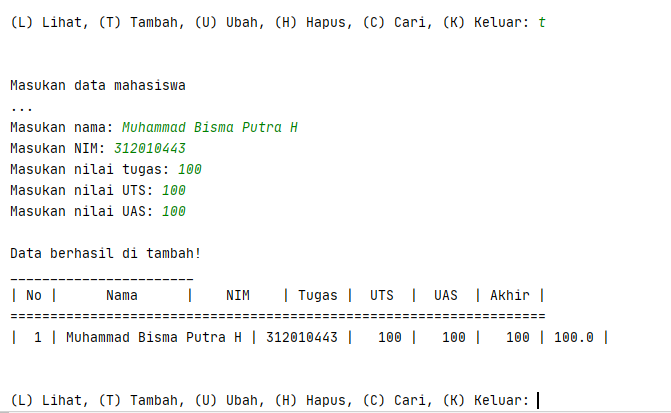 (L) Lihat, (T) Tambah, (U) Ubah, (H) Hapus, (C) Cari, (K) Keluar: t
Masukan data mahasiswa
...
Masukan nama: Muhammad Bisma Putra H
Masukan NIM: 312010443
Masukan nilai tugas: 100
Masukan nilai UTS: 100
Masukan nilai UAS: 100
Data berhasil di tambah!
_______________________
| No |      Nama      |    NIM    | Tugas |  UTS  |  UAS  | Akhir |
===================================================================
|  1 | Muhammad Bisma Putra H | 312010443 |   100 |   100 |   100 | 100.0 |
(L) Lihat, (T) Tambah, (U) Ubah, (H) Hapus, (C) Cari, (K) Keluar: